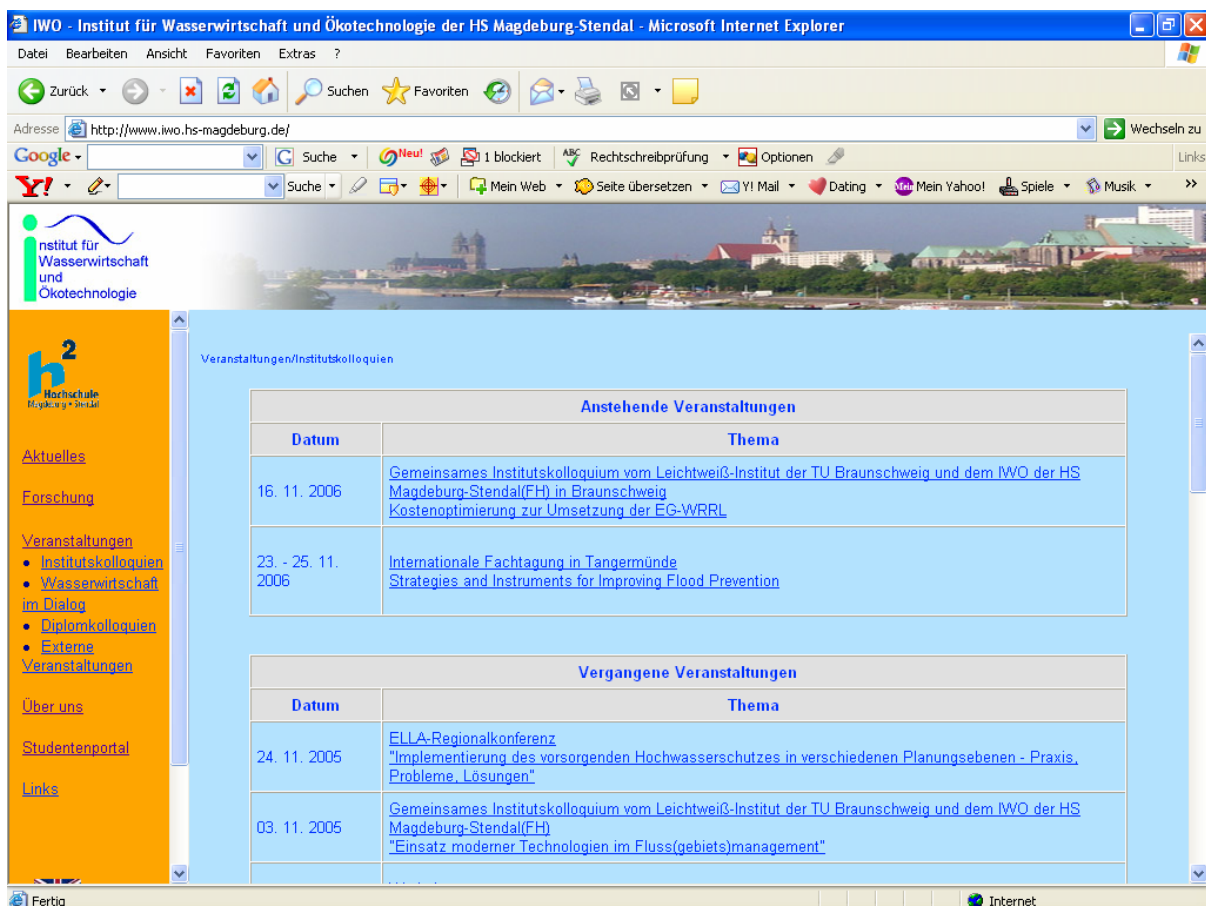 IWO - Institut für Wasserwirtschaft und Ökotechnologie der HS Magdeburg-Stendal - Microsoft Internet Explorer
Datei Bearbeiten Ansicht Favoriten Extras ?
Zurück Suchen Favoriten
Adresse http://www.iwo.hs-magdeburg.de/ Wechseln zu
Google G Suche Neu! 1 blockiert ABC Rechtschreibprüfung Optionen Links
Y! Suche Mein Web Seite übersetzen Y! Mail Dating Mein Yahoo! Spiele Musik »
institut für
Wasserwirtschaft
und
Ökotechnologie
h2
Hochschule
Magdeburg • Stendal
Aktuelles
Forschung
Veranstaltungen
• Institutskolloquien
• Wasserwirtschaft
im Dialog
• Diplomkolloquien
• Externe
Veranstaltungen
Über uns
Studentenportal
Links
Veranstaltungen/Institutskolloquien
Anstehende Veranstaltungen
Datum Thema
16. 11. 2006
Gemeinsames Institutskolloquium vom Leichtweiß-Institut der TU Braunschweig und dem IWO der HS
Magdeburg-Stendal(FH) in Braunschweig
Kostenoptimierung zur Umsetzung der EG-WRRL
23. - 25. 11.
2006
Internationale Fachtagung in Tangermünde
Strategies and Instruments for Improving Flood Prevention
Vergangene Veranstaltungen
Datum Thema
24. 11. 2005
ELLA-Regionalkonferenz
"Implementierung des vorsorgenden Hochwasserschutzes in verschiedenen Planungsebenen - Praxis,
Probleme, Lösungen"
03. 11. 2005
Gemeinsames Institutskolloquium vom Leichtweiß-Institut der TU Braunschweig und dem IWO der HS
Magdeburg-Stendal(FH)
"Einsatz moderner Technologien im Fluss(gebiets)management"
Fertig Internet